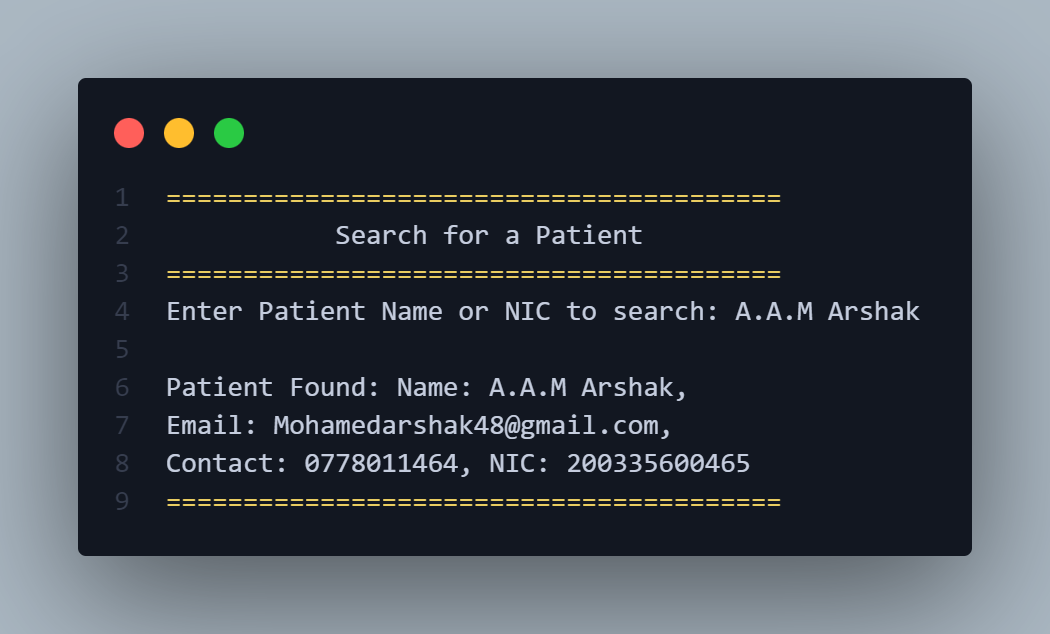 1 ========================================
2 Search for a Patient
3 ========================================
4 Enter Patient Name or NIC to search: A.A.M Arshak
5
6 Patient Found: Name: A.A.M Arshak,
7 Email: Mohamedarshak48@gmail.com,
8 Contact: 0778011464, NIC: 200335600465
9 ========================================